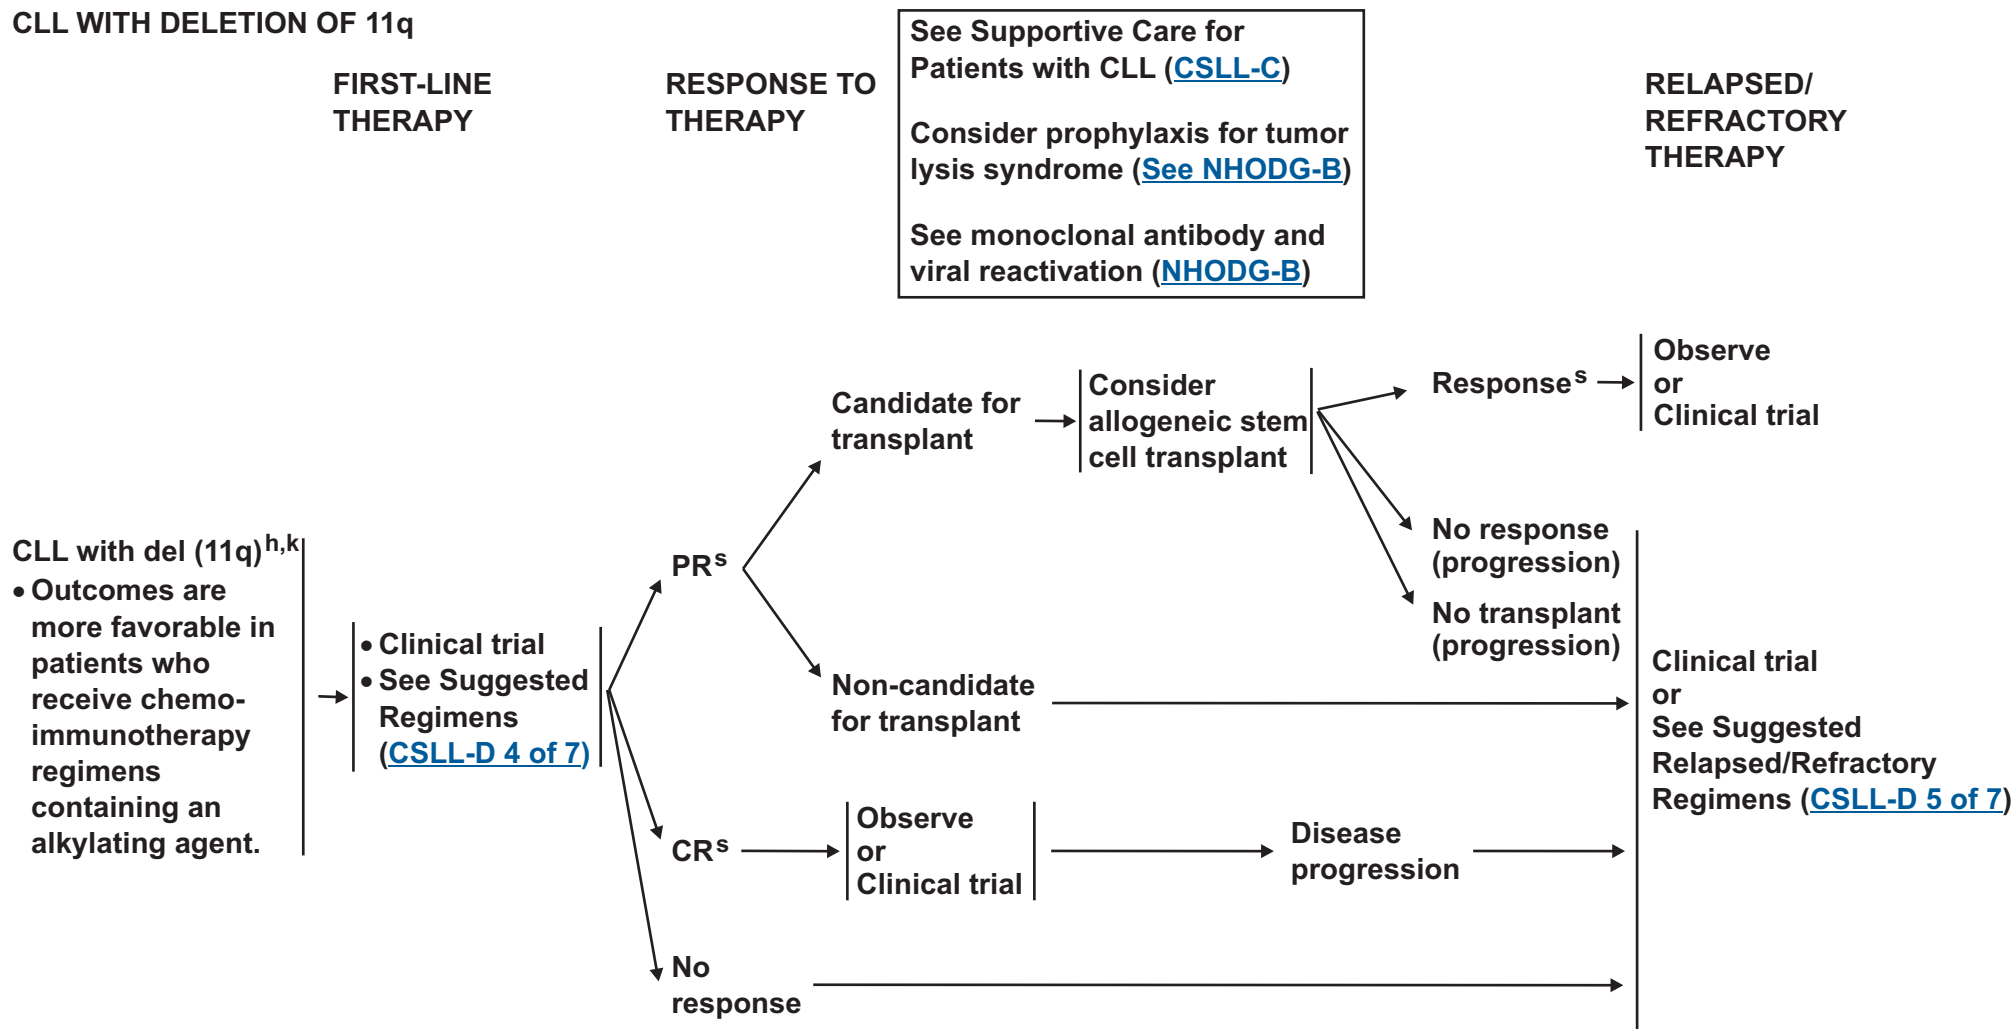 CLL WITH DELETION OF 11q
FIRST-LINE
THERAPY
RESPONSE TO
THERAPY
See Supportive Care for
Patients with CLL (CSLL-C)
Consider prophylaxis for tumor
lysis syndrome (See NHODG-B)
See monoclonal antibody and
viral reactivation (NHODG-B)
RELAPSED/
REFRACTORY
THERAPY
CLL with del (11q)h,k
• Outcomes are
more favorable in
patients who
receive chemo-
immunotherapy
regimens
containing an
alkylating agent.
• Clinical trial
• See Suggested
Regimens
(CSLL-D 4 of 7)
PRs
Candidate for
transplant
Consider
allogeneic stem
cell transplant
Responses
Observe
or
Clinical trial
No response
(progression)
No transplant
(progression)
Non-candidate
for transplant
CRs
Observe
or
Clinical trial
Disease
progression
No
response
Clinical trial
or
See Suggested
Relapsed/Refractory
Regimens (CSLL-D 5 of 7)